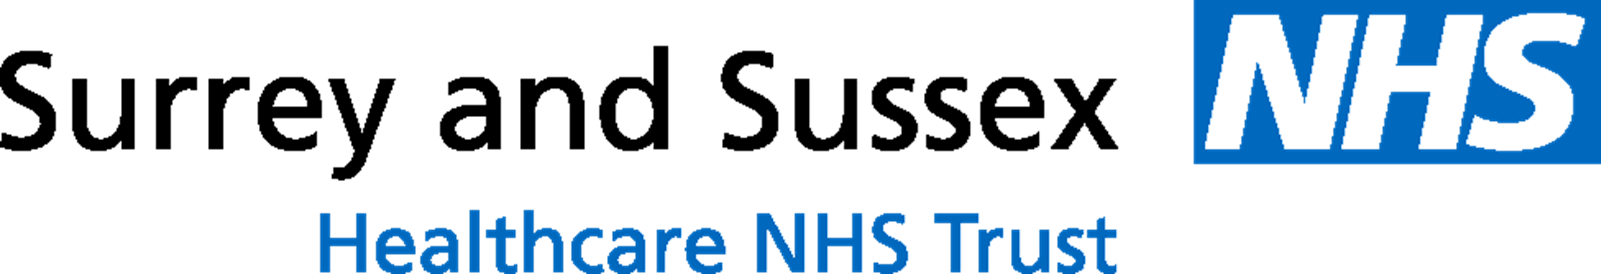 Surrey and Sussex NHS
Healthcare NHS Trust